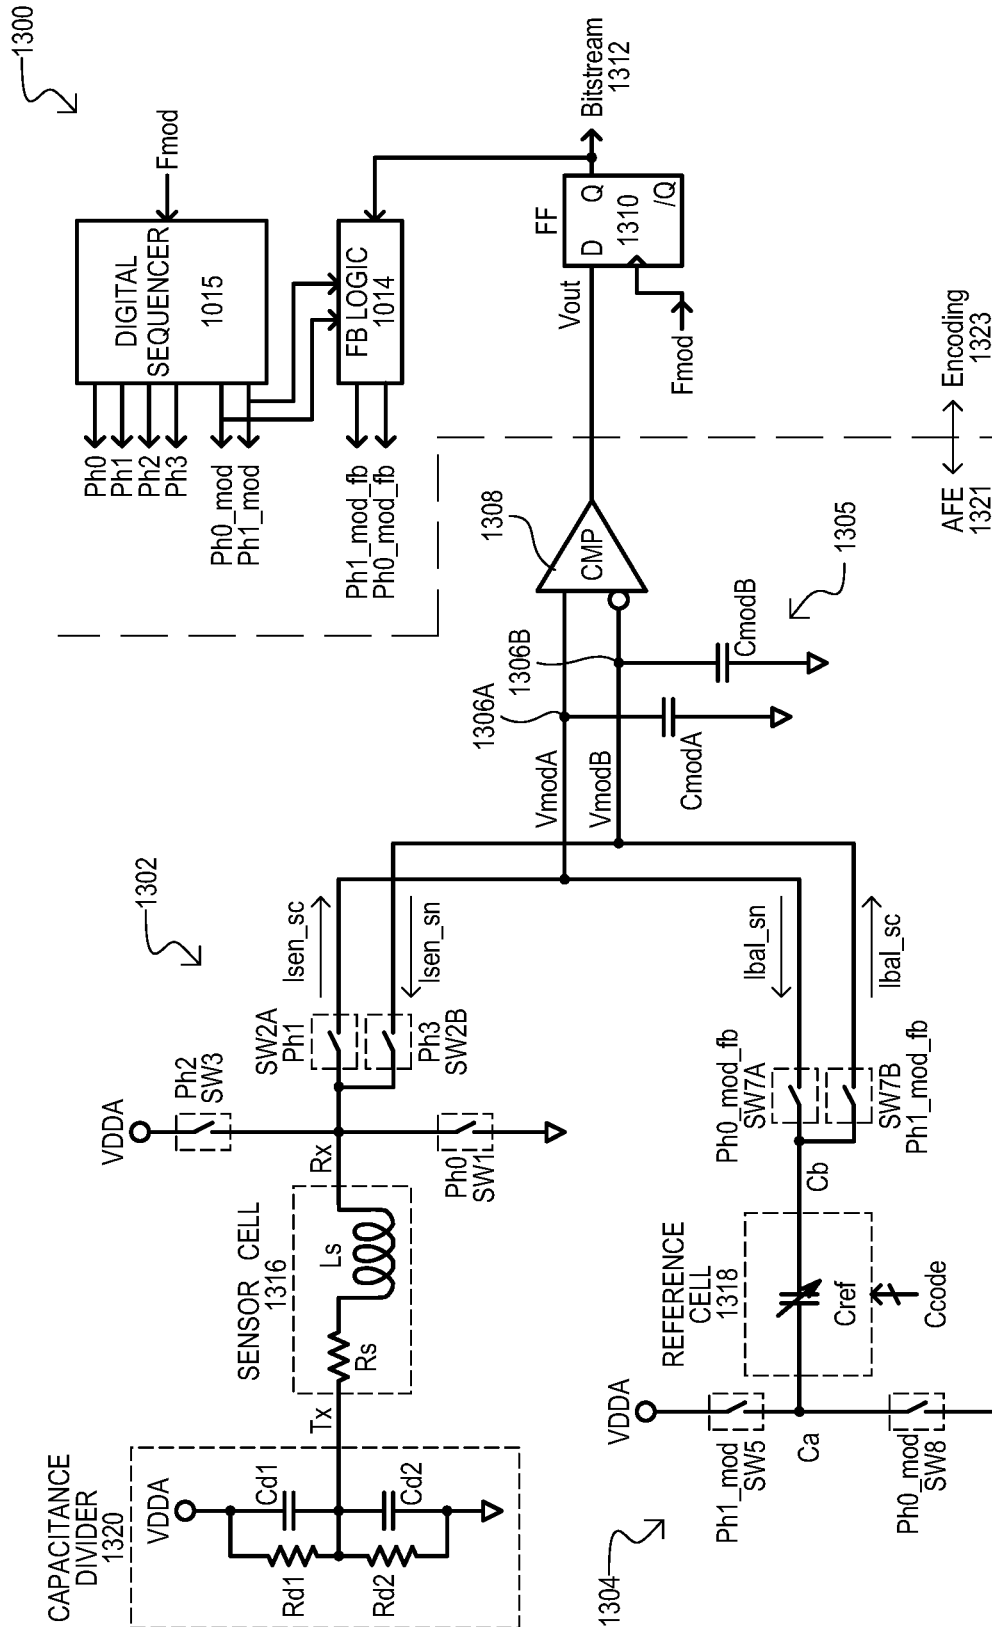 1300
DIGITAL
SEQUENCER
1015
Fmod
Ph0
Ph1
Ph2
Ph3
Ph0_mod
Ph1_mod
FB LOGIC
1014
Ph1_mod_fb
Ph0_mod_fb
Bitstream
1312
FF
D
Q
1310
/Q
Vout
Fmod
AFE
1321
Encoding
1323
1308
CMP
1305
1306A
1306B
VmodA
VmodB
CmodA
CmodB
1302
Isen_sc
Isen_sn
Ibal_sn
Ibal_sc
SW2A
Ph1
Ph3
SW2B
VDDA
Ph2
SW3
Rx
Ph0
SW1
SENSOR CELL
1316
Ls
Rs
Tx
CAPACITANCE
DIVIDER
1320
VDDA
Cd1
Cd2
Rd1
Rd2
Ph0_mod_fb
SW7A
SW7B
Ph1_mod_fb
Cb
REFERENCE
CELL
1318
Cref
Ccode
VDDA
Ph1_mod
SW5
Ca
Ph0_mod
SW8
1304